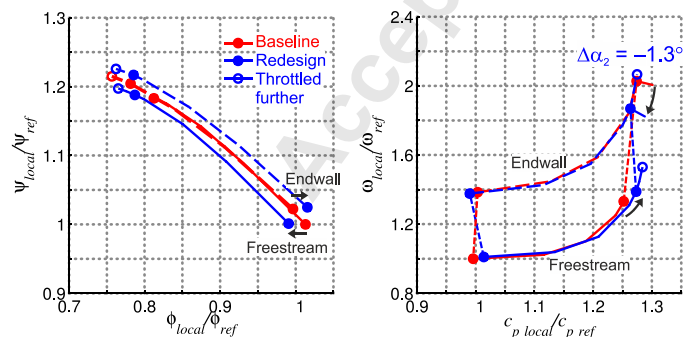 Baseline
Redesign
Throttled
further
Endwall
Freestream
1.3
1.2
1.1
1
0.9
0.7
0.8
0.9
1
ψlocal/ψref
ϕlocal/ϕref
Accep
Δα2 = −1.3°
Endwall
Freestream
2.4
2
1.6
1.2
0.8
0.9
1
1.1
1.2
1.3
ωlocal/ωref
cp local/cp ref